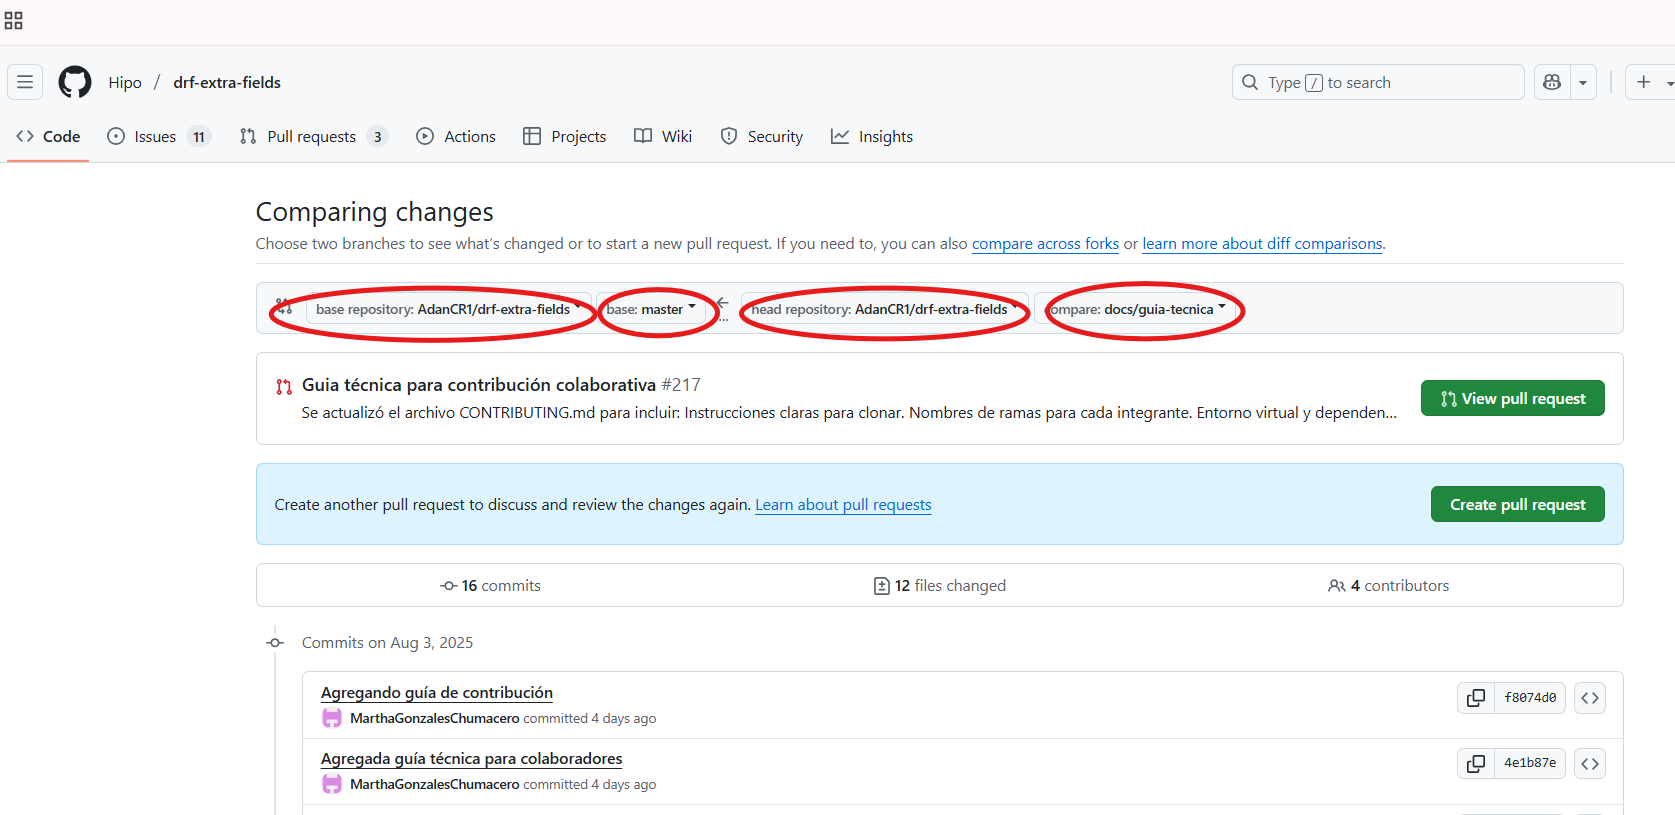 Hipo / drf-extra-fields
Type / to search
Code
Issues 11
Pull requests 3
Actions
Projects
Wiki
Security
Insights
Comparing changes
Choose two branches to see what's changed or to start a new pull request. If you need to, you can also compare across forks or learn more about diff comparisons.
base repository: AdanCR1/drf-extra-fields
base: master
...
head repository: AdanCR1/drf-extra-fields
compare: docs/guia-tecnica
Guia técnica para contribución colaborativa #217
Se actualizó el archivo CONTRIBUTING.md para incluir: Instrucciones claras para clonar. Nombres de ramas para cada integrante. Entorno virtual y dependen...
View pull request
Create another pull request to discuss and review the changes again. Learn about pull requests
Create pull request
16 commits
12 files changed
4 contributors
Commits on Aug 3, 2025
Agregando guía de contribución
MarthaGonzalesChumacero committed 4 days ago
f8074d0
Agregada guía técnica para colaboradores
MarthaGonzalesChumacero committed 4 days ago
4e1b87e